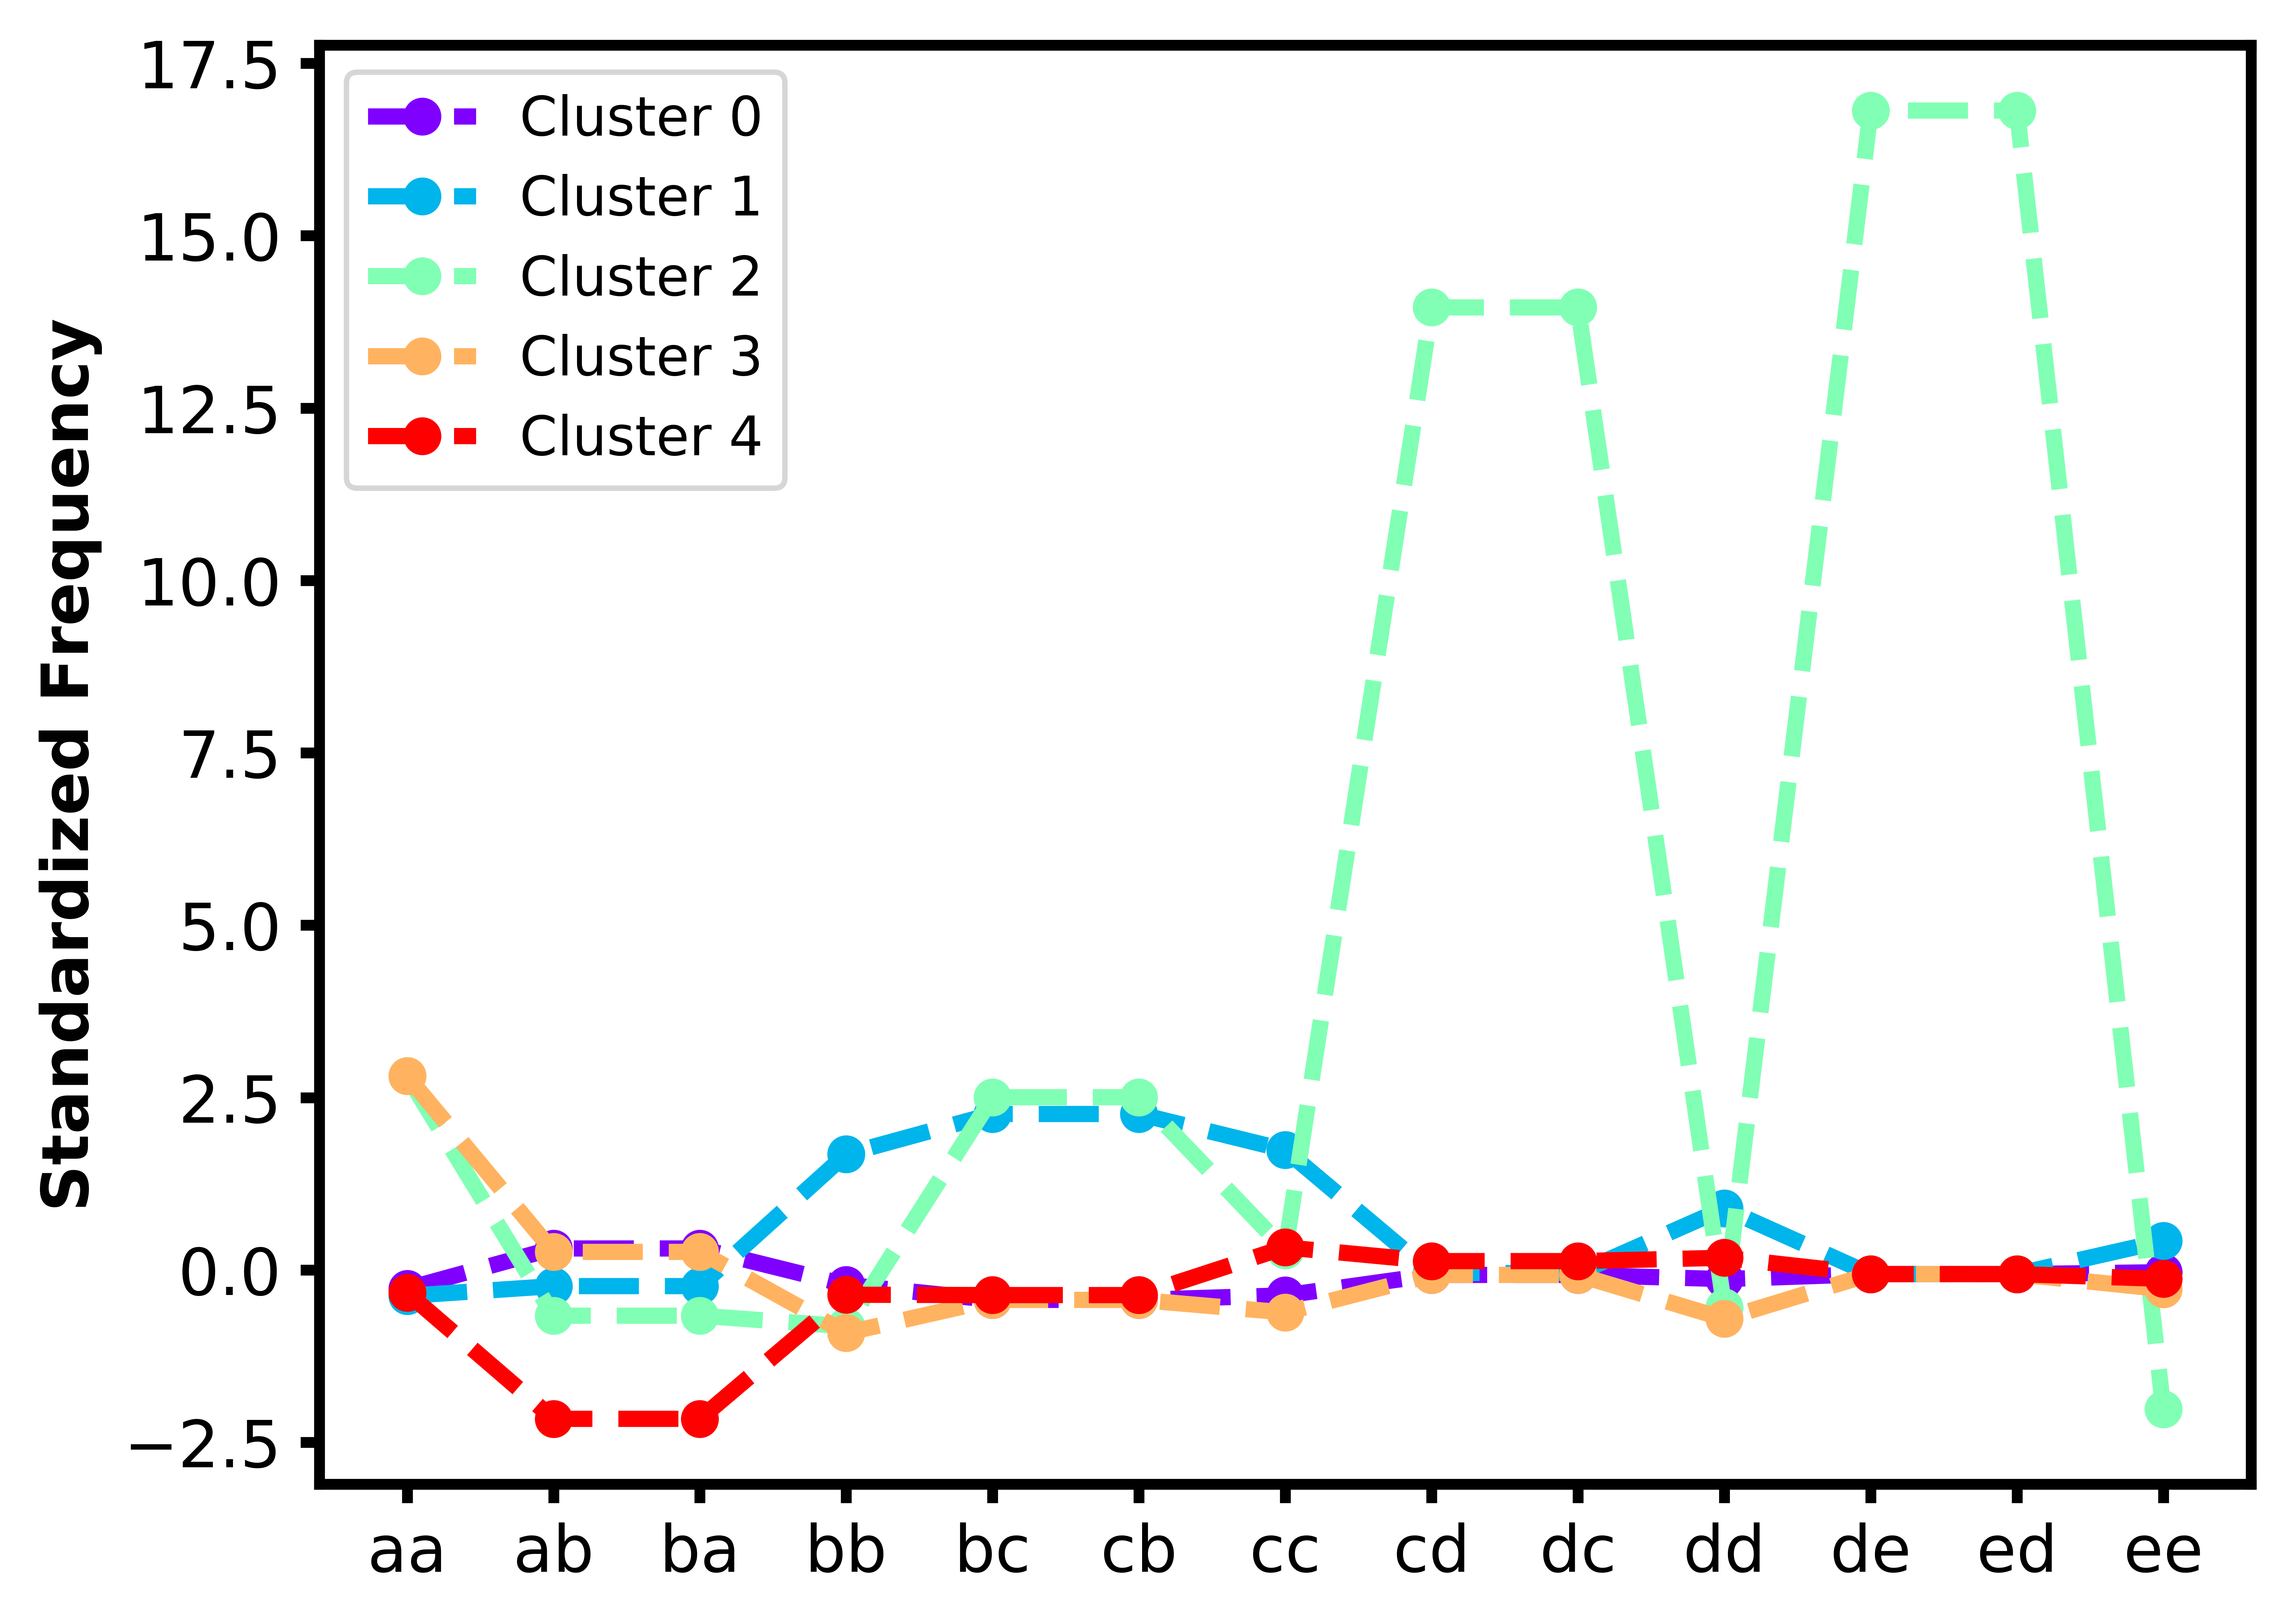 17.5
15.0
12.5
10.0
7.5
5.0
2.5
0.0
−2.5
Standardized Frequency
Cluster 0
Cluster 1
Cluster 2
Cluster 3
Cluster 4
aa ab ba bb bc cb cc cd dc dd de ed ee